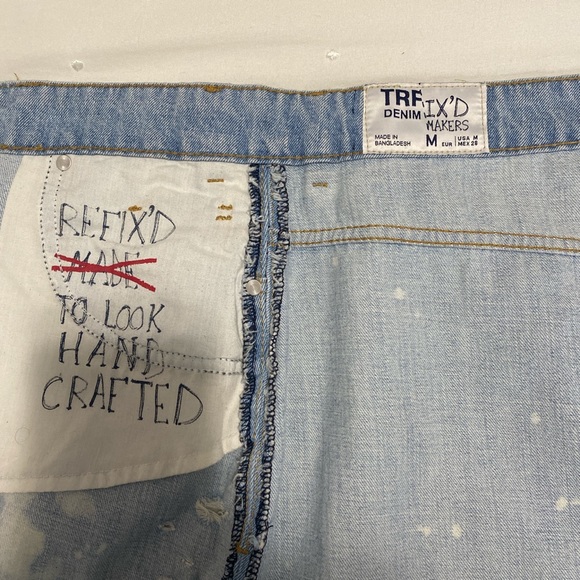 TRF IX'D
DENIM MAKERS
MADE IN
BANGLADESH
M EUR
USA M
MEX 28
REFIX'D
MADE
TO LOOK
HAND
CRAFTED